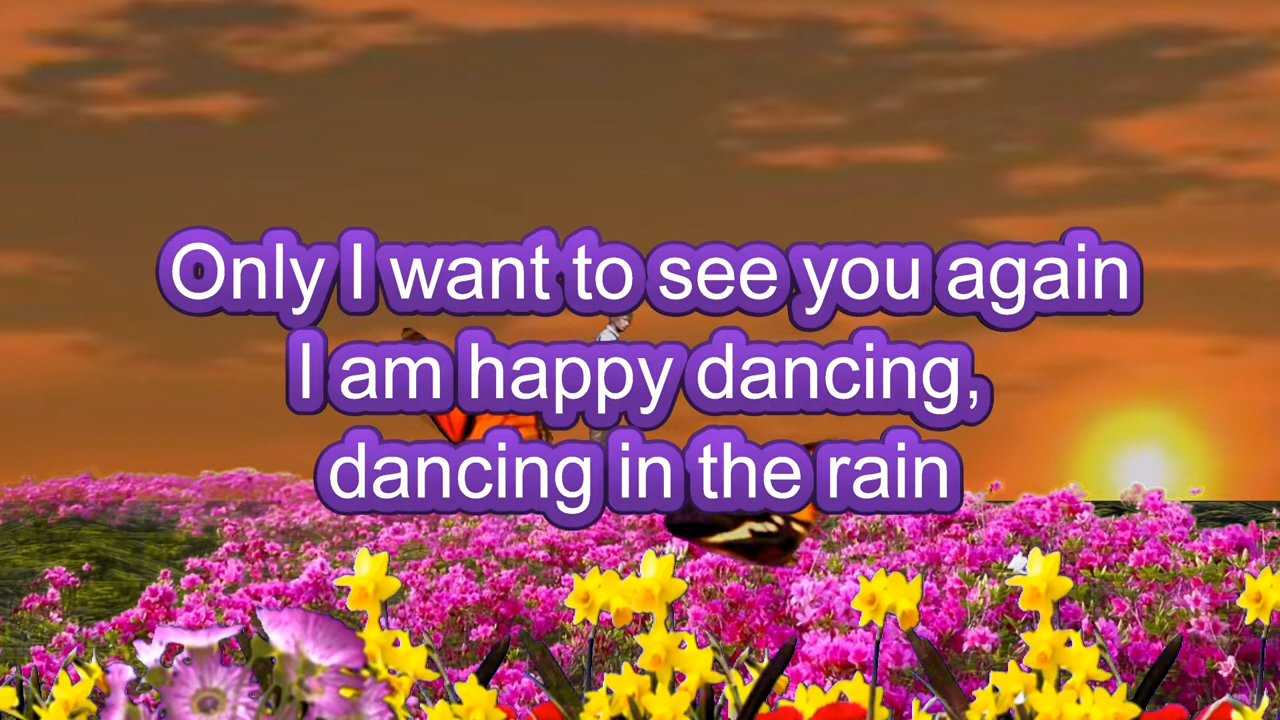 Only I want to see you again
I am happy dancing,
dancing in the rain